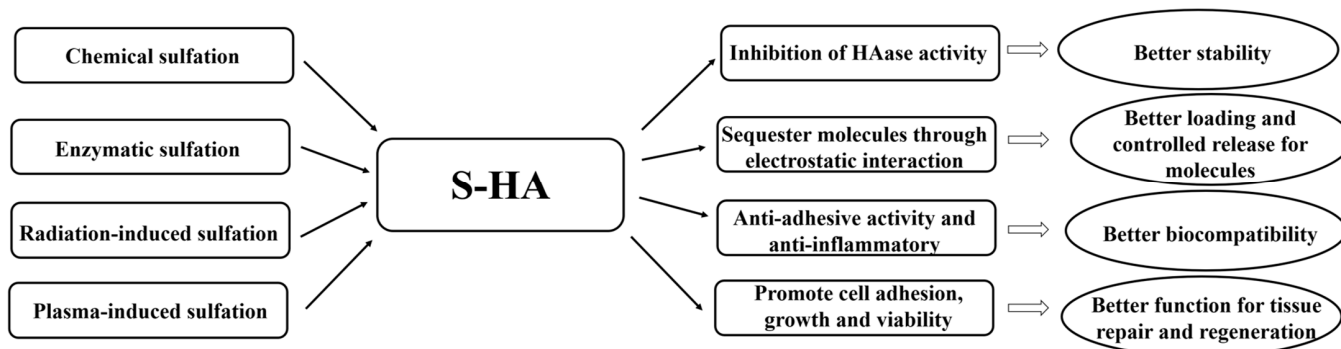 Chemical sulfation
Enzymatic sulfation
Radiation-induced sulfation
Plasma-induced sulfation
S-HA
Inhibition of HAase activity
Better stability
Sequester molecules through
electrostatic interaction
Better loading and
controlled release for
molecules
Anti-adhesive activity and
anti-inflammatory
Better biocompatibility
Promote cell adhesion,
growth and viability
Better function for tissue
repair and regeneration